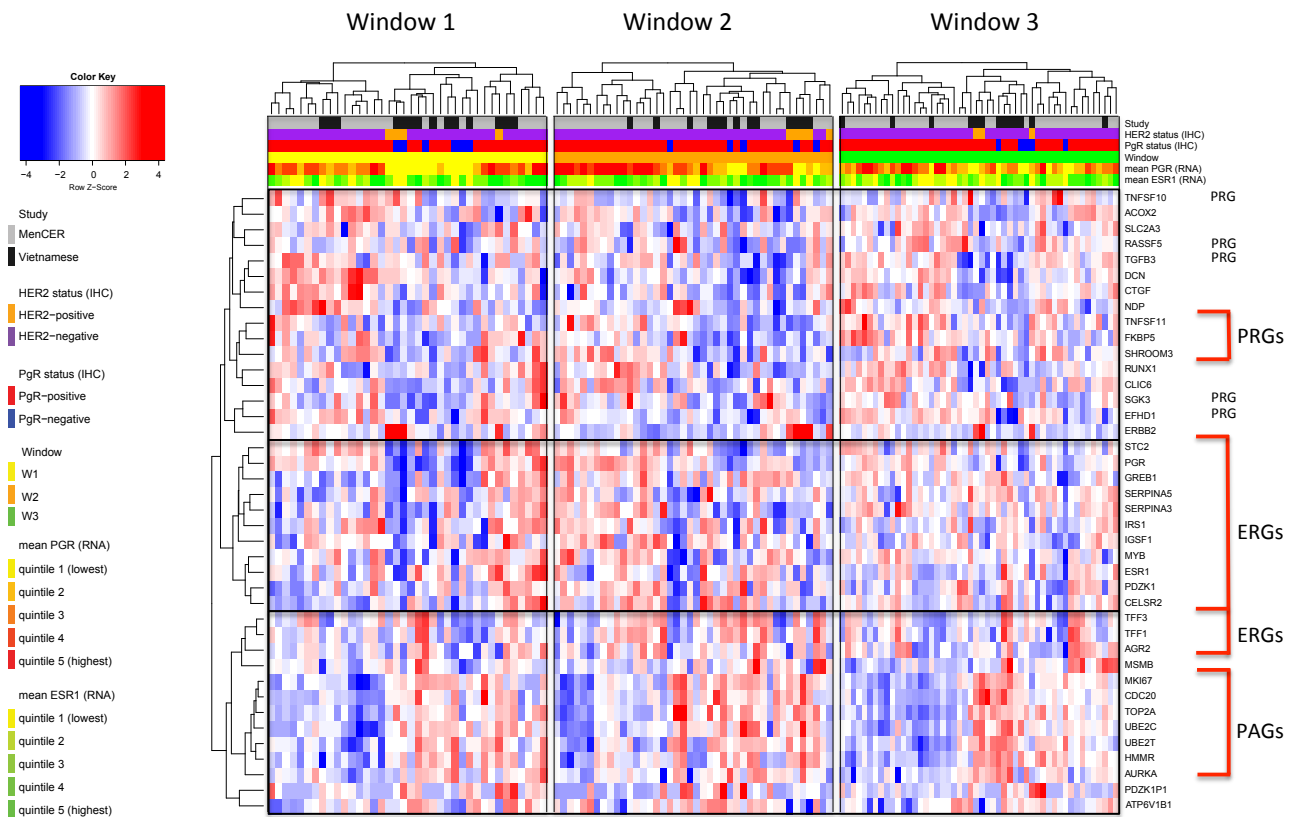 Window 1
Window 2
Window 3
Color Key
−4
−2
0
2
4
Row Z−Score
Study
MenCER
Vietnamese
HER2 status (IHC)
HER2−positive
HER2−negative
PgR status (IHC)
PgR−positive
PgR−negative
Window
W1
W2
W3
mean PGR (RNA)
quintile 1 (lowest)
quintile 2
quintile 3
quintile 4
quintile 5 (highest)
mean ESR1 (RNA)
quintile 1 (lowest)
quintile 2
quintile 3
quintile 4
quintile 5 (highest)
Study
HER2 status (IHC)
PgR status (IHC)
Window
mean PGR (RNA)
mean ESR1 (RNA)
TNFSF10 PRG
ACOX2
SLC2A3
RASSF5 PRG
TGFB3 PRG
DCN
CTGF
NDP
TNFSF11
FKBP5 PRGs
SHROOM3
RUNX1
CLIC6
SGK3 PRG
EFHD1 PRG
ERBB2
STC2
PGR
GREB1
SERPINA5
SERPINA3
IRS1 ERGs
IGSF1
MYB
ESR1
PDZK1
CELSR2
TFF3
TFF1 ERGs
AGR2
MSMB
MKI67
CDC20
TOP2A
UBE2C PAGs
UBE2T
HMMR
AURKA
PDZK1P1
ATP6V1B1